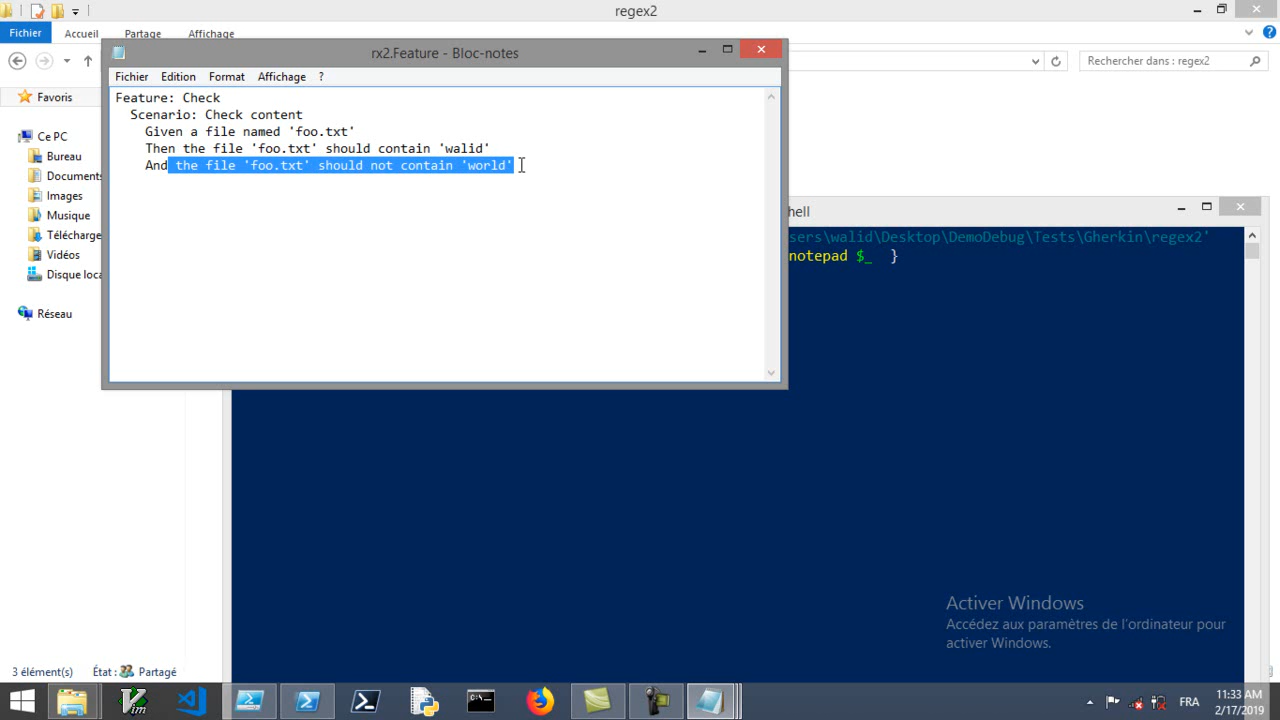 regex2
Fichier
Accueil
Partage
Affichage
Rechercher dans : regex2
rx2.Feature - Bloc-notes
Fichier
Edition
Format
Affichage
?
Feature: Check
Scenario: Check content
Given a file named 'foo.txt'
Then the file 'foo.txt' should contain 'walid'
And the file 'foo.txt' should not contain 'world'
Favoris
Ce PC
Bureau
Documents
Images
Musique
Télécharge
Vidéos
Disque loca
Réseau
hell
sers\walid\Desktop\DemoDebug\Tests\Gherkin\regex2'
notepad $_ }
Activer Windows
Accédez aux paramètres de l'ordinateur pour
activer Windows.
3 élément(s)
État :
Partagé
FRA
11:33 AM
2/17/2019